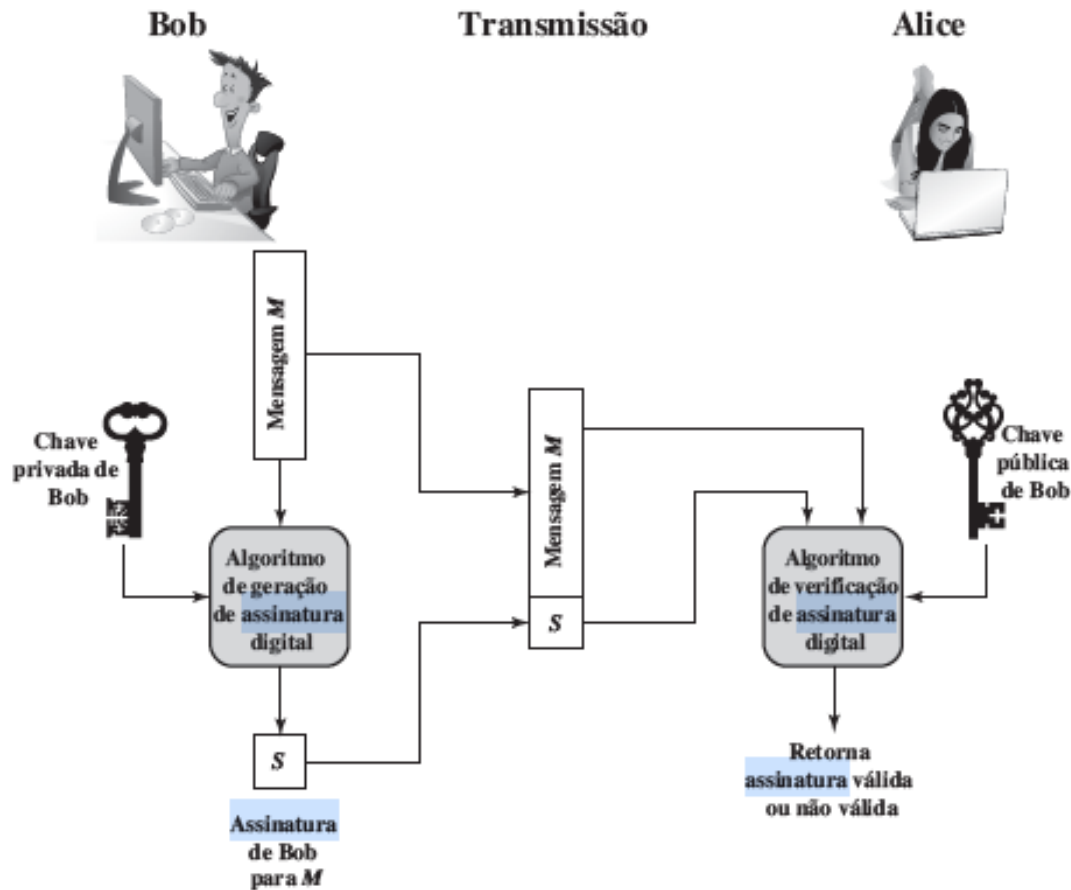 Bob
Transmissão
Alice
Mensagem M
Chave
privada de
Bob
Mensagem M
Chave
pública
de Bob
Algoritmo
de geração
de assinatura
digital
S
Algoritmo
de verificação
de assinatura
digital
S
Assinatura
de Bob
para M
Retorna
assinatura válida
ou não válida